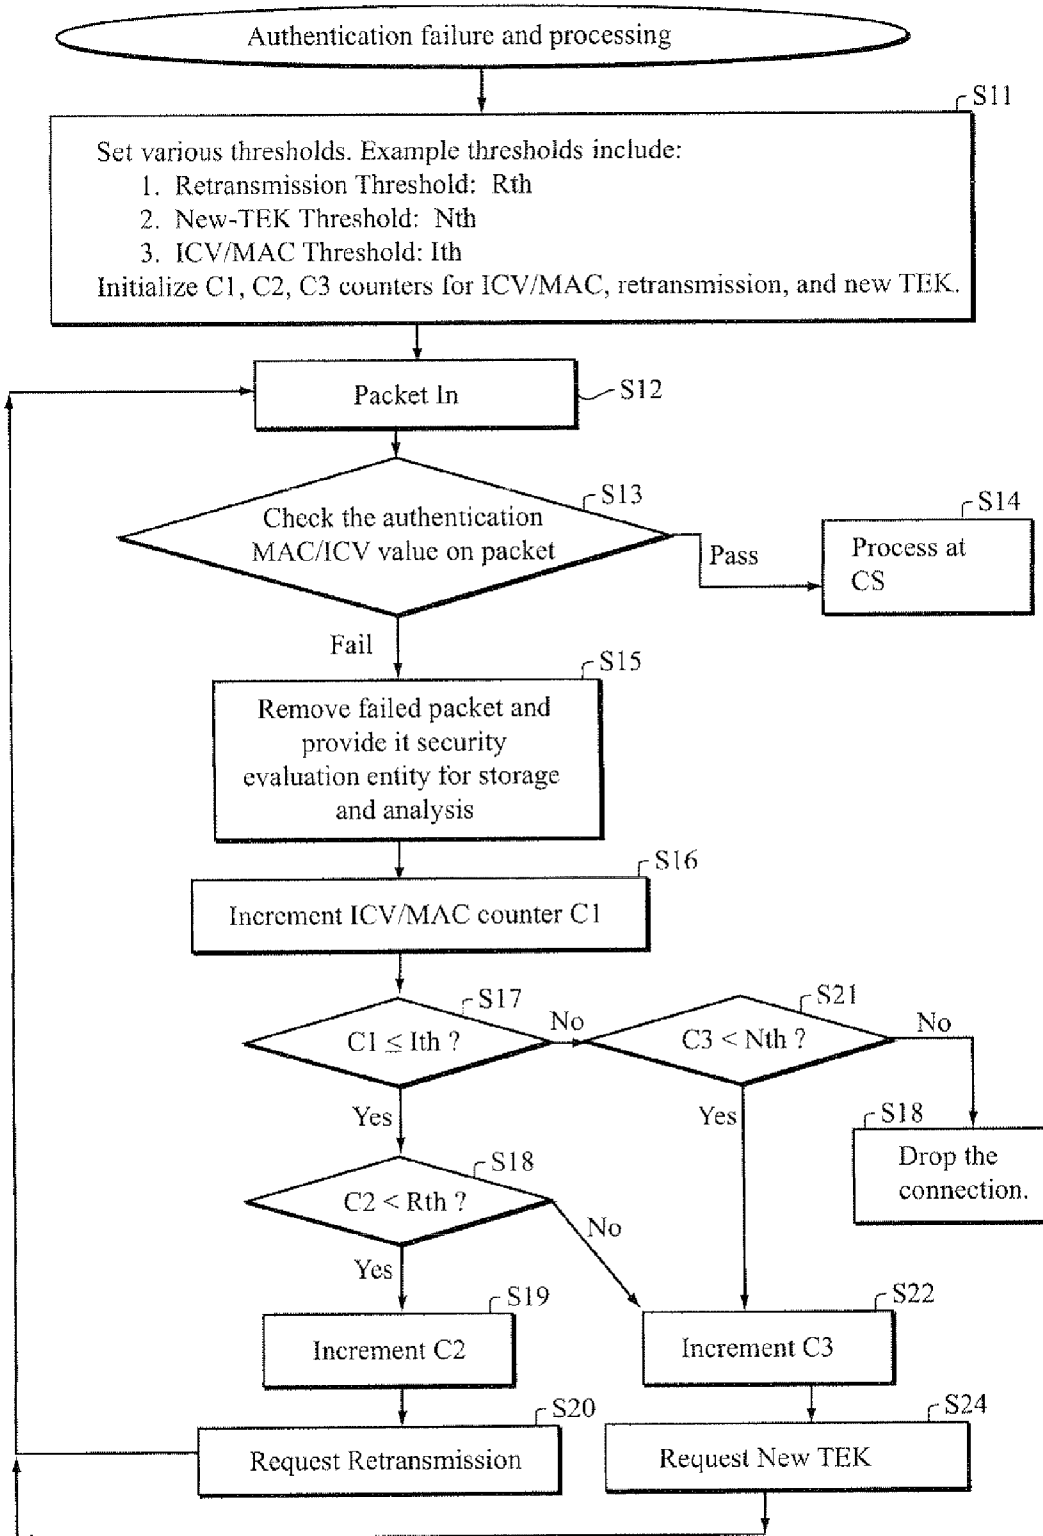 Authentication failure and processing
S11
Set various thresholds. Example thresholds include:
1. Retransmission Threshold: Rth
2. New-TEK Threshold: Nth
3. ICV/MAC Threshold: Ith
Initialize C1, C2, C3 counters for ICV/MAC, retransmission, and new TEK.
Packet In
S12
S13
Check the authentication
MAC/ICV value on packet
Pass
S14
Process at
CS
Fail
S15
Remove failed packet and
provide it security
evaluation entity for storage
and analysis
S16
Increment ICV/MAC counter C1
S17
C1 ≤ Ith ?
No
S21
C3 < Nth ?
No
Yes
Yes
S18
Drop the
connection.
S18
C2 < Rth ?
No
Yes
S19
Increment C2
S22
Increment C3
S20
Request Retransmission
S24
Request New TEK